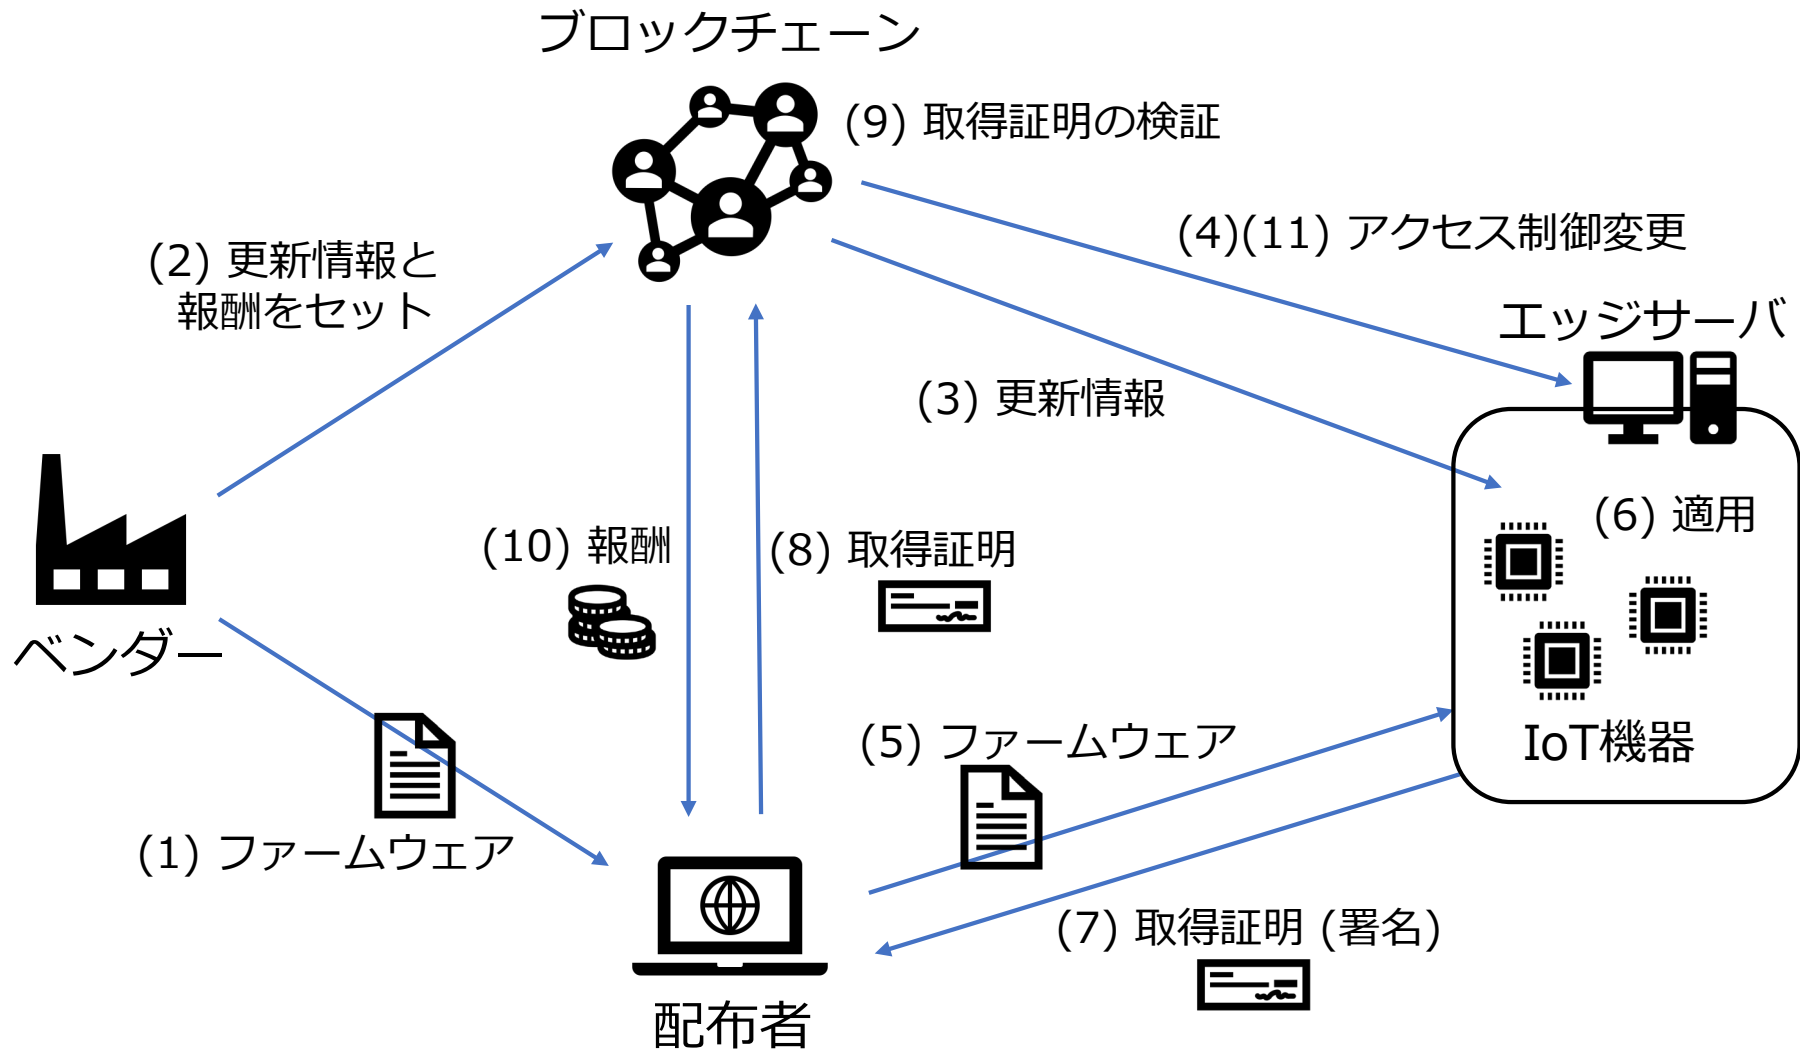 ブロックチェーン
(9) 取得証明の検証
(4)(11) アクセス制御変更
(2) 更新情報と
報酬をセット
エッジサーバ
(3) 更新情報
(6) 適用
(10) 報酬
(8) 取得証明
ベンダー
(5) ファームウェア
IoT機器
(1) ファームウェア
(7) 取得証明 (署名)
配布者